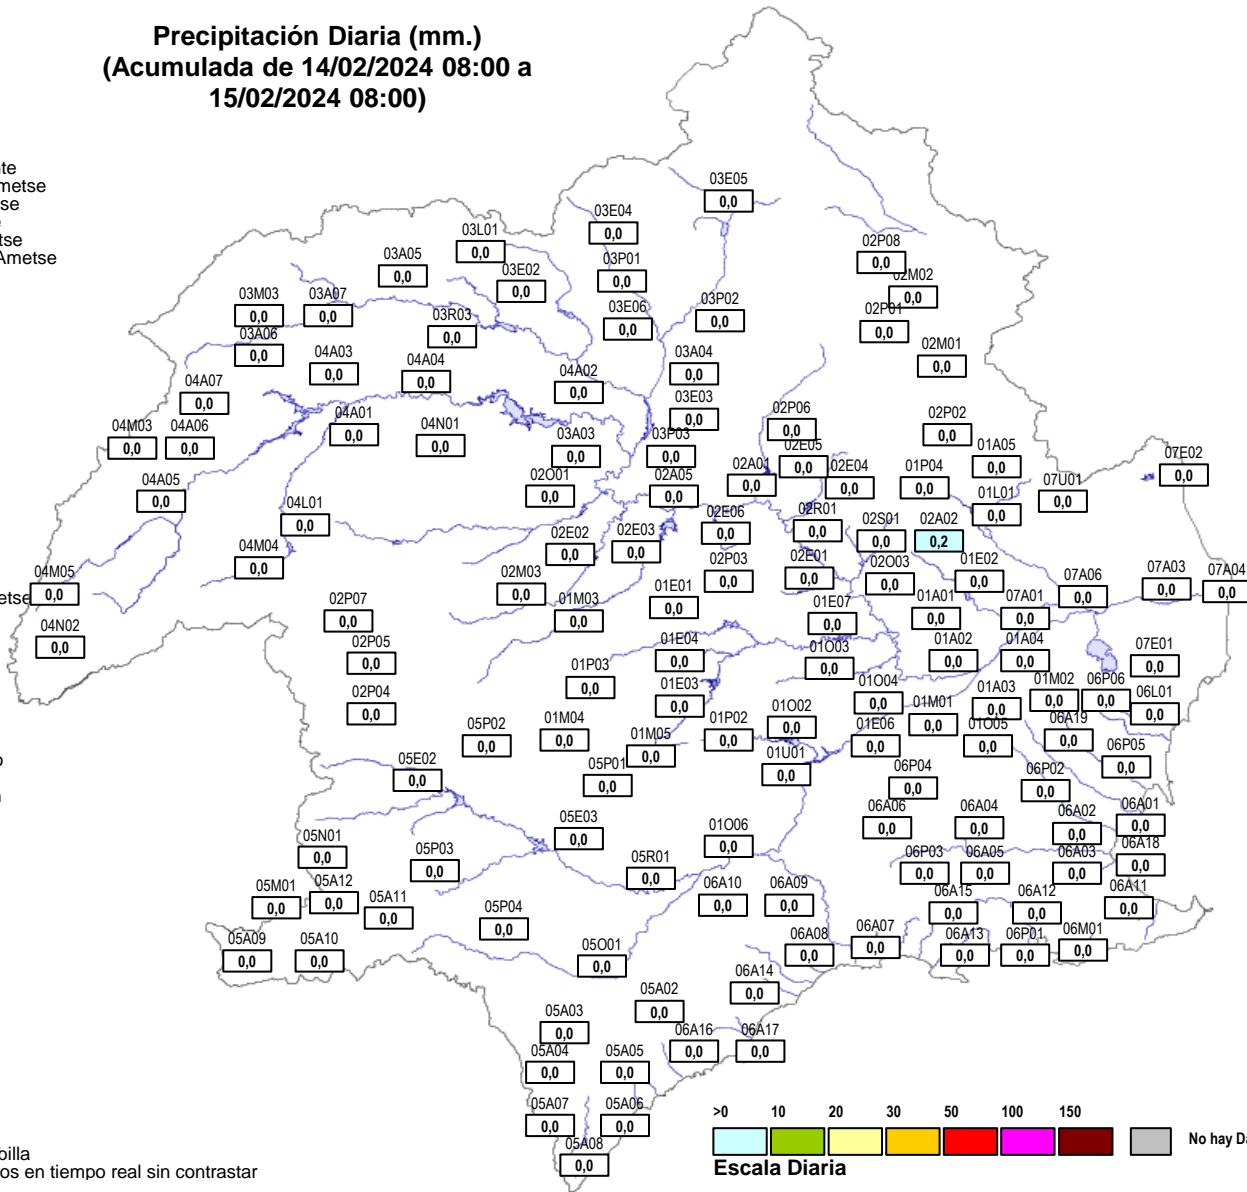 Precipitación Diaria (mm.)
(Acumulada de 14/02/2024 08:00 a
15/02/2024 08:00)
03E05
0,0
03E04
0,0
03L01
0,0
03A05
0,0
03P01
0,0
03E02
0,0
02P08
0,0
02M02
0,0
03M03
0,0
03A07
0,0
03R03
0,0
03E06
0,0
03P02
0,0
02P01
0,0
03A06
0,0
04A03
0,0
04A04
0,0
04A02
0,0
03A04
0,0
02M01
0,0
04A07
0,0
04A01
0,0
04N01
0,0
03E03
0,0
02P06
0,0
02P02
0,0
04M03
0,0
04A06
0,0
03A03
0,0
03P03
0,0
02E05
0,0
01A05
0,0
07E02
0,0
04A05
0,0
02O01
0,0
02A05
0,0
02A01
0,0
02E04
0,0
01P04
0,0
07U01
0,0
04L01
0,0
01L01
0,0
02E06
0,0
02R01
0,0
02S01
0,0
02A02
0,2
04M04
0,0
02E02
0,0
02E03
0,0
02P03
0,0
02E01
0,0
02O03
0,0
01E02
0,0
04M05
0,0
02M03
0,0
07A06
0,0
07A03
0,0
07A04
0,0
02P07
0,0
01M03
0,0
01E01
0,0
01E07
0,0
01A01
0,0
07A01
0,0
04N02
0,0
02P05
0,0
01E04
0,0
01O03
0,0
01A02
0,0
01A04
0,0
07E01
0,0
02P04
0,0
01P03
0,0
01E03
0,0
01O04
0,0
01A03
0,0
01M02
0,0
06P06
0,0
06L01
0,0
05P02
0,0
01M04
0,0
01M05
0,0
01P02
0,0
01O02
0,0
01E06
0,0
01M01
0,0
01O05
0,0
06A19
0,0
06P05
0,0
05E02
0,0
05P01
0,0
01U01
0,0
06P04
0,0
06P02
0,0
05E03
0,0
01O06
0,0
06A06
0,0
06A04
0,0
06A02
0,0
06A01
0,0
05N01
0,0
05P03
0,0
05R01
0,0
06P03
0,0
06A05
0,0
06A03
0,0
06A18
0,0
05M01
0,0
05A12
0,0
05A11
0,0
05P04
0,0
06A10
0,0
06A09
0,0
06A15
0,0
06A12
0,0
06A11
0,0
05A09
0,0
05A10
0,0
05O01
0,0
06A08
0,0
06A07
0,0
06A13
0,0
06P01
0,0
06M01
0,0
05A02
0,0
06A14
0,0
05A03
0,0
06A16
0,0
06A17
0,0
05A04
0,0
05A05
0,0
05A07
0,0
05A06
0,0
05A08
0,0
>0 10 20 30 50 100 150
Escala Diaria
No hay Da
os en tiempo real sin contrastar